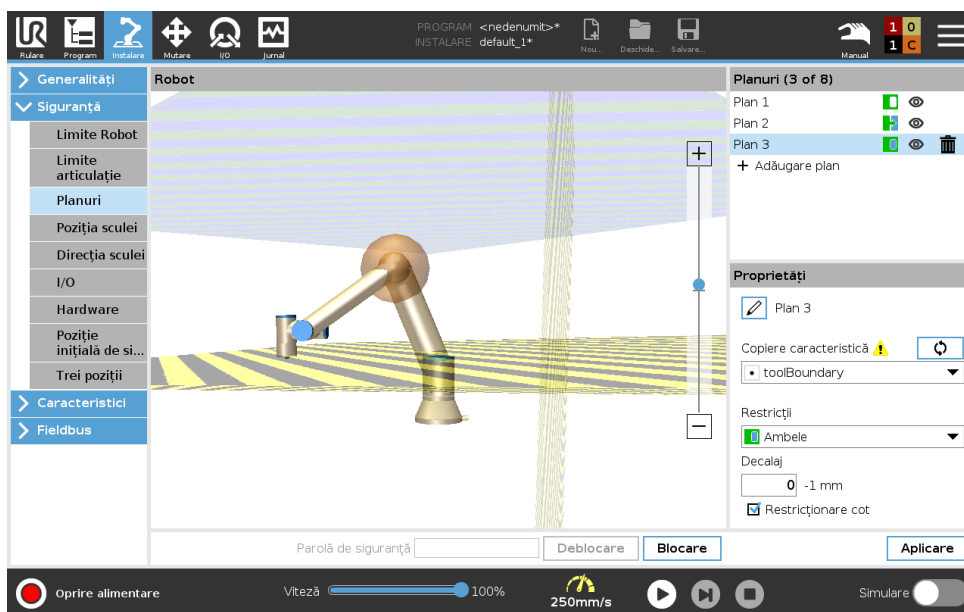 UR
PROGRAM <nedenumit>*
INSTALARE default_1*
Rulare Program Instalare Mutare I/O Jurnal
Nou... Deschide... Salvare...
Manual
1 0
1 C
Generalități
Siguranță
Limite Robot
Limite
articulație
Planuri
Poziția sculei
Direcția sculei
I/O
Hardware
Poziție
inițială de si...
Trei poziții
Caracteristici
Fieldbus
Robot
Planuri (3 of 8)
Plan 1
Plan 2
Plan 3
+ Adăugare plan
Proprietăți
Plan 3
Copiere caracteristică
toolBoundary
Restricții
Ambele
Decalaj
0 -1 mm
Restricționare cot
Parolă de siguranță
Deblocare
Blocare
Aplicare
Oprire alimentare
Viteză
100%
250mm/s
Simulare